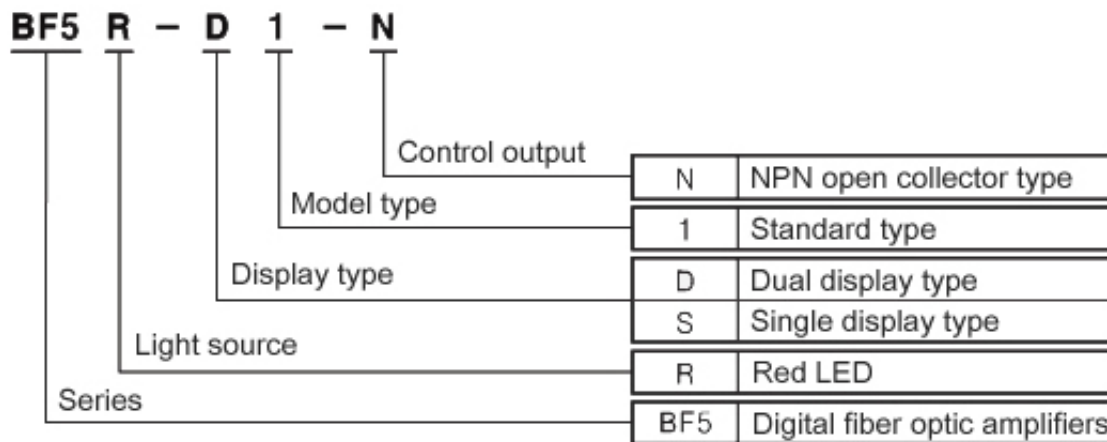 BF5 R - D 1 - N
Control output
N NPN open collector type
Model type
1 Standard type
Display type
D Dual display type
S Single display type
Light source
R Red LED
Series
BF5 Digital fiber optic amplifiers